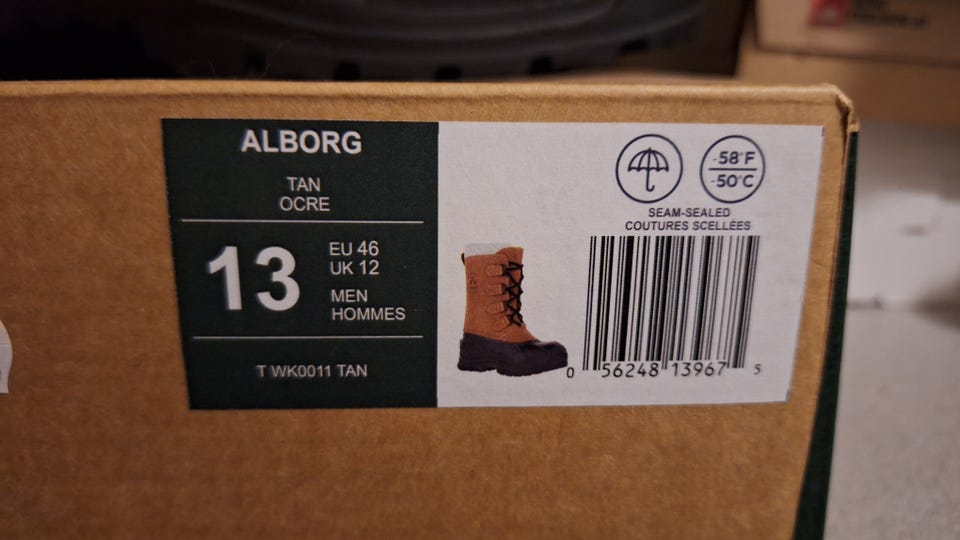 ALBORG
TAN
OCRE
13
EU 46
UK 12
MEN
HOMMES
T WK0011 TAN
-58°F
-50°C
SEAM-SEALED
COUTURES SCELLÉES
0 56248 13967 5